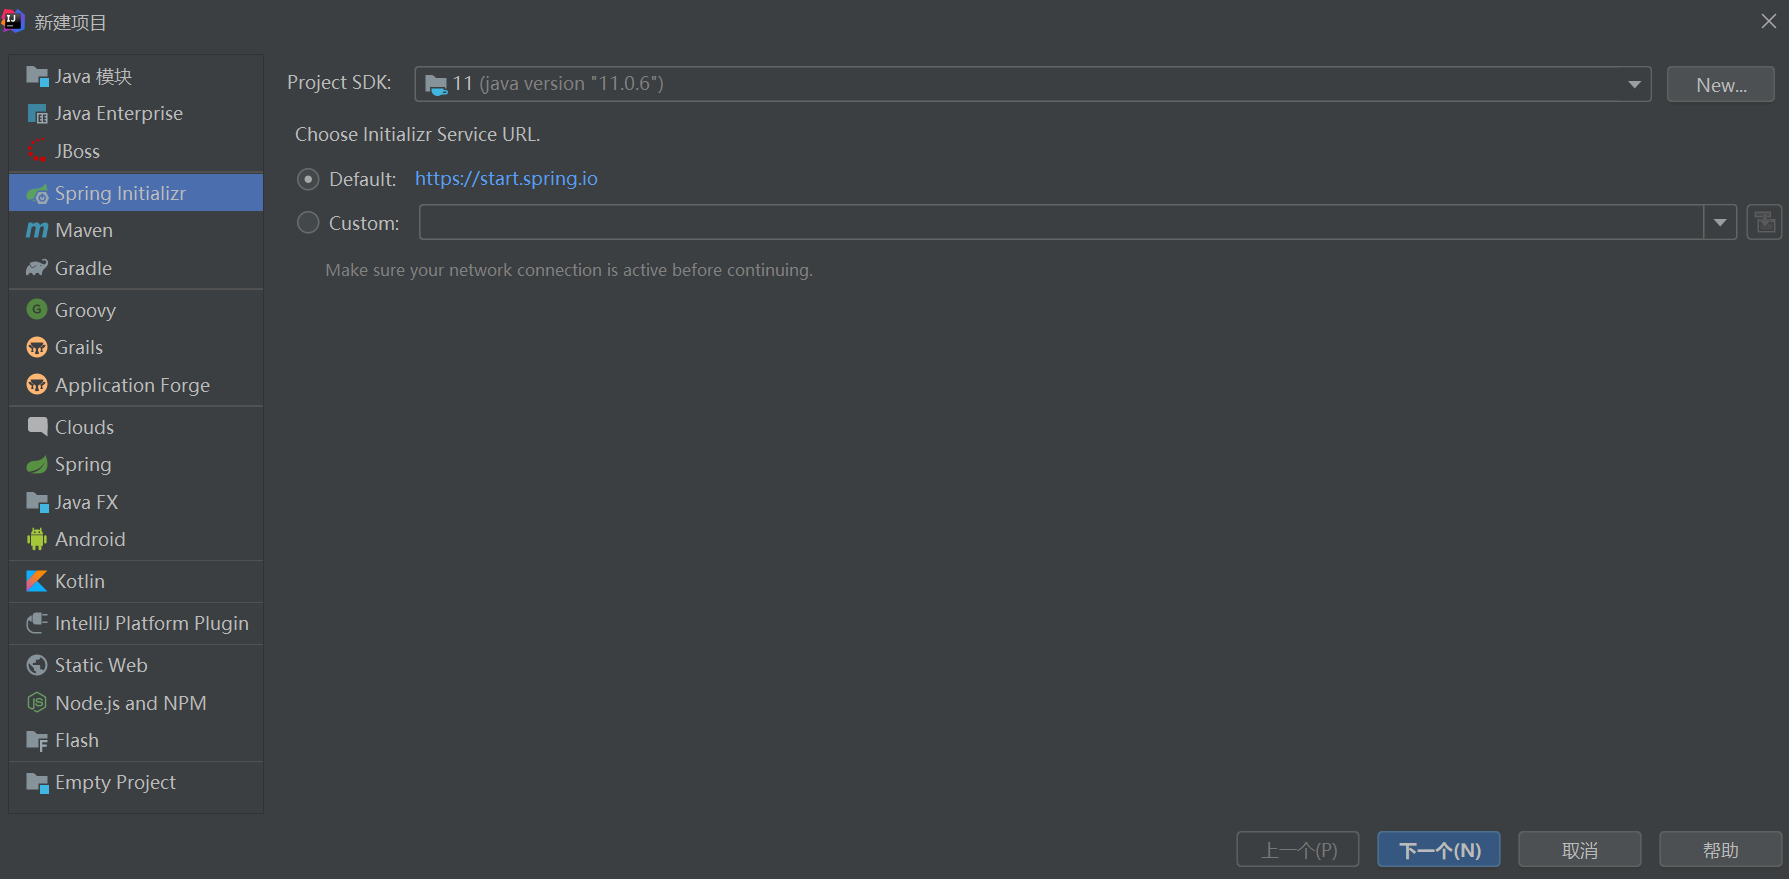 新建项目
Java 模块
Java Enterprise
JBoss
Spring Initializr
Maven
Gradle
Groovy
Grails
Application Forge
Clouds
Spring
Java FX
Android
Kotlin
IntelliJ Platform Plugin
Static Web
Node.js and NPM
Flash
Empty Project
Project SDK: 11 (java version "11.0.6") New...
Choose Initializr Service URL.
Default: https://start.spring.io
Custom:
Make sure your network connection is active before continuing.
上一个(P) 下一个(N) 取消 帮助